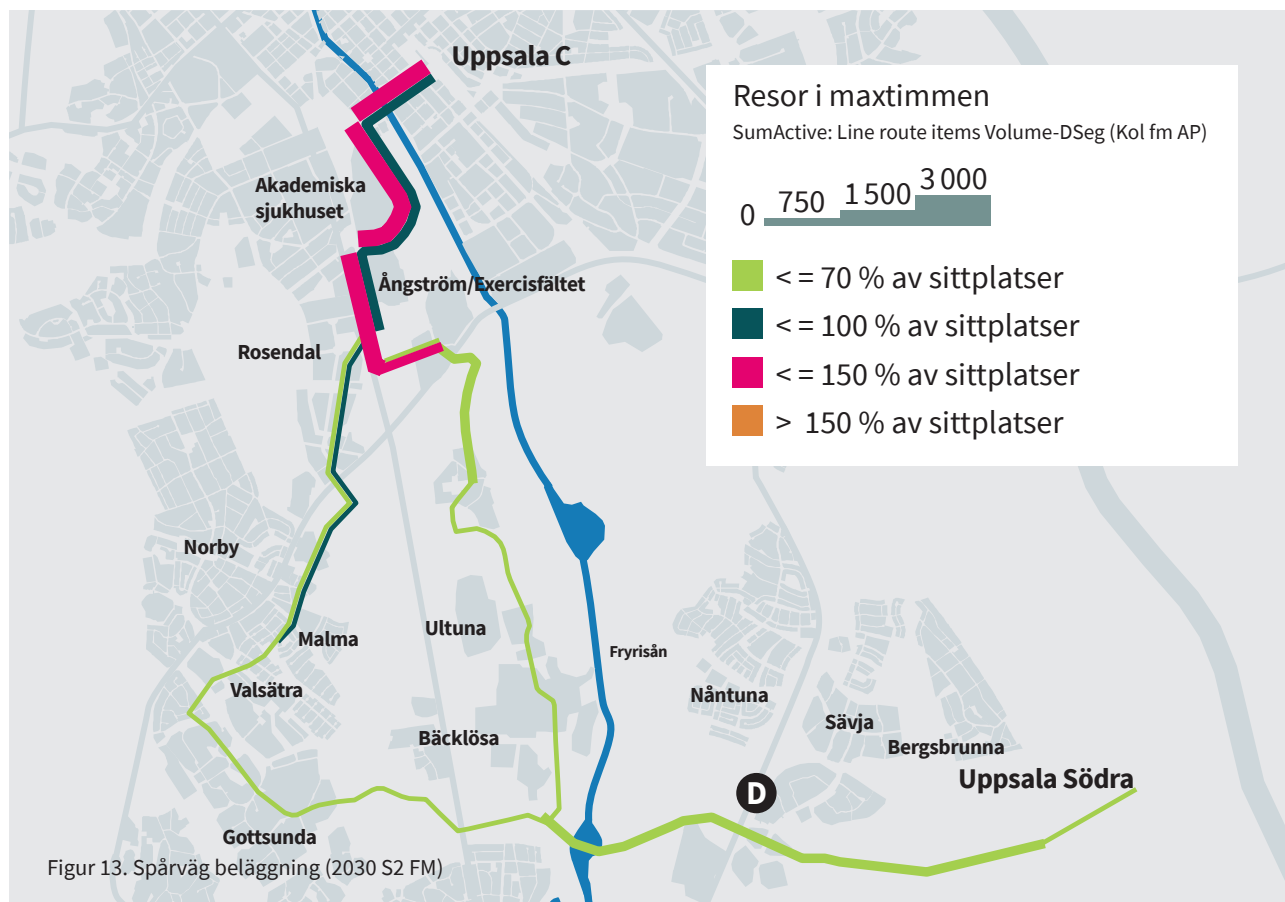 Uppsala C
Resor i maxtimmen
SumActive: Line route items Volume-DSeg (Kol fm AP)
0 750 1 500 3 000
< = 70 % av sittplatser
< = 100 % av sittplatser
< = 150 % av sittplatser
> 150 % av sittplatser
Akademiska
sjukhuset
Ångström/Exercisfältet
Rosendal
Norby
Malma
Ultuna
Fryrisån
Valsätra
Nåntuna
Sävja
Bäcklösa
Bergsbrunna
Uppsala Södra
D
Gottsunda
Figur 13. Spårväg beläggning (2030 S2 FM)